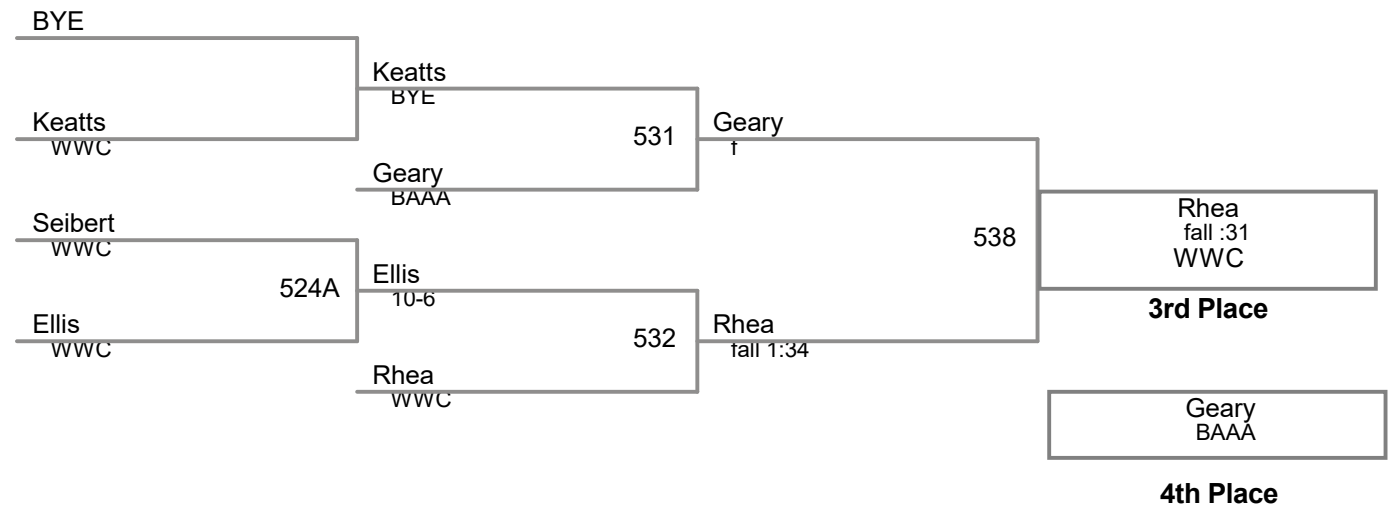 BYE
Keatts
WWC
Seibert
WWC
524A
Ellis
WWC
Keatts
BYE
531
Geary
BAAA
Ellis
10-6
532
Rhea
WWC
Geary
f
538
Rhea
fall 1:34
Rhea
fall :31
WWC
3rd Place
Geary
BAAA
4th Place